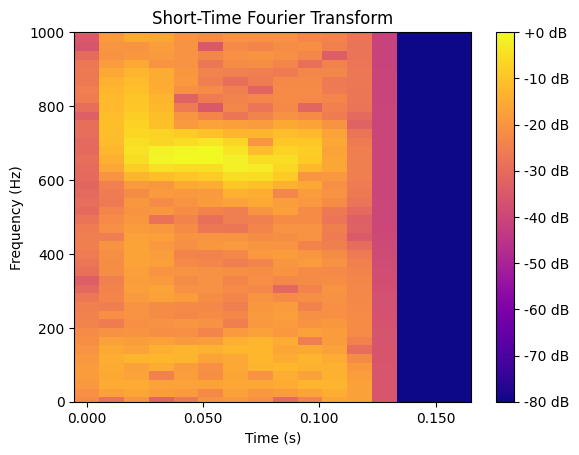 Short-Time Fourier Transform
Frequency (Hz)
1000
800
600
400
200
0
0.000
0.050
0.100
0.150
Time (s)
+0 dB
-10 dB
-20 dB
-30 dB
-40 dB
-50 dB
-60 dB
-70 dB
-80 dB